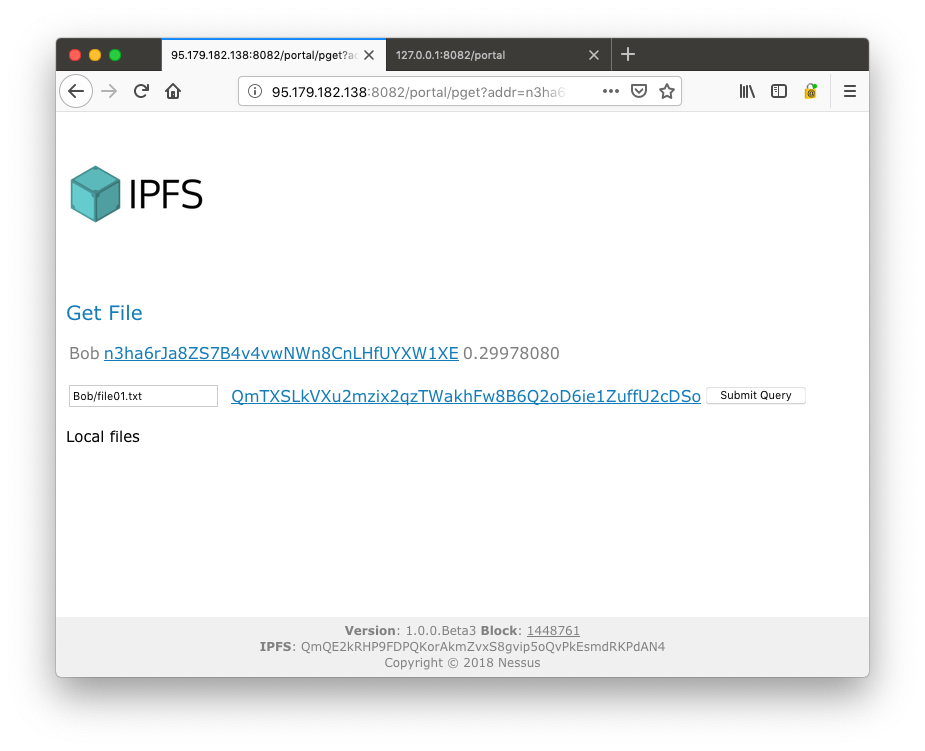 95.179.182.138:8082/portal/pget?ac 127.0.0.1:8082/portal
95.179.182.138:8082/portal/pget?addr=n3ha6
IPFS
Get File
Bob n3ha6rJa8ZS7B4v4vwNWn8CnLHfUYXW1XE 0.29978080
Bob/file01.txt QmTXSLkVXu2mzix2qzTWakhFw8B6Q2oD6ie1ZuffU2cDSo Submit Query
Local files
Version: 1.0.0.Beta3 Block: 1448761
IPFS: QmQE2kRHP9FDPQKorAkmZvxS8gvip5oQvPkEsmdRKPdAN4
Copyright © 2018 Nessus